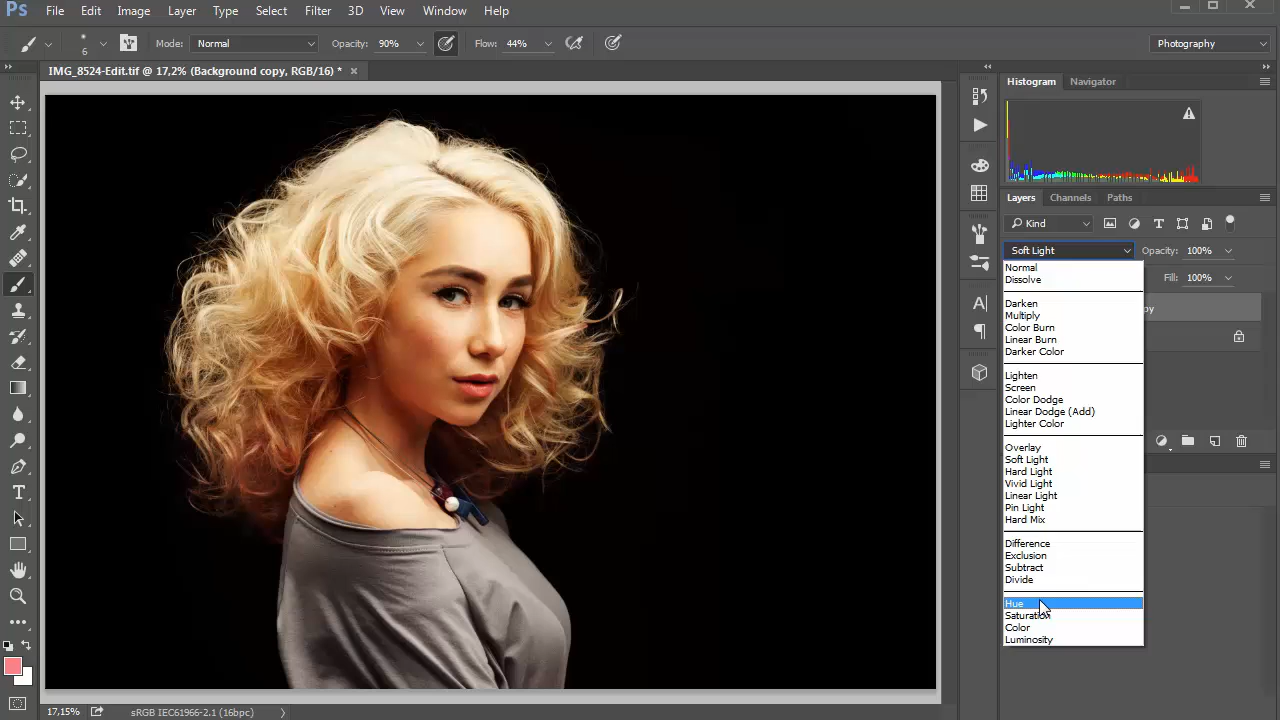 Ps File Edit Image Layer Type Select Filter 3D View Window Help
6 Mode: Normal Opacity: 90% Flow: 44% Photography
IMG_8524-Edit.tif @ 17,2% (Background copy, RGB/16) * ×
Histogram Navigator
Layers Channels Paths
Kind
Soft Light Opacity: 100%
Fill: 100%
py
Normal
Dissolve
Darken
Multiply
Color Burn
Linear Burn
Darker Color
Lighten
Screen
Color Dodge
Linear Dodge (Add)
Lighter Color
Overlay
Soft Light
Hard Light
Vivid Light
Linear Light
Pin Light
Hard Mix
Difference
Exclusion
Subtract
Divide
Hue
Saturation
Color
Luminosity
17,15% sRGB IEC61966-2.1 (16bpc)